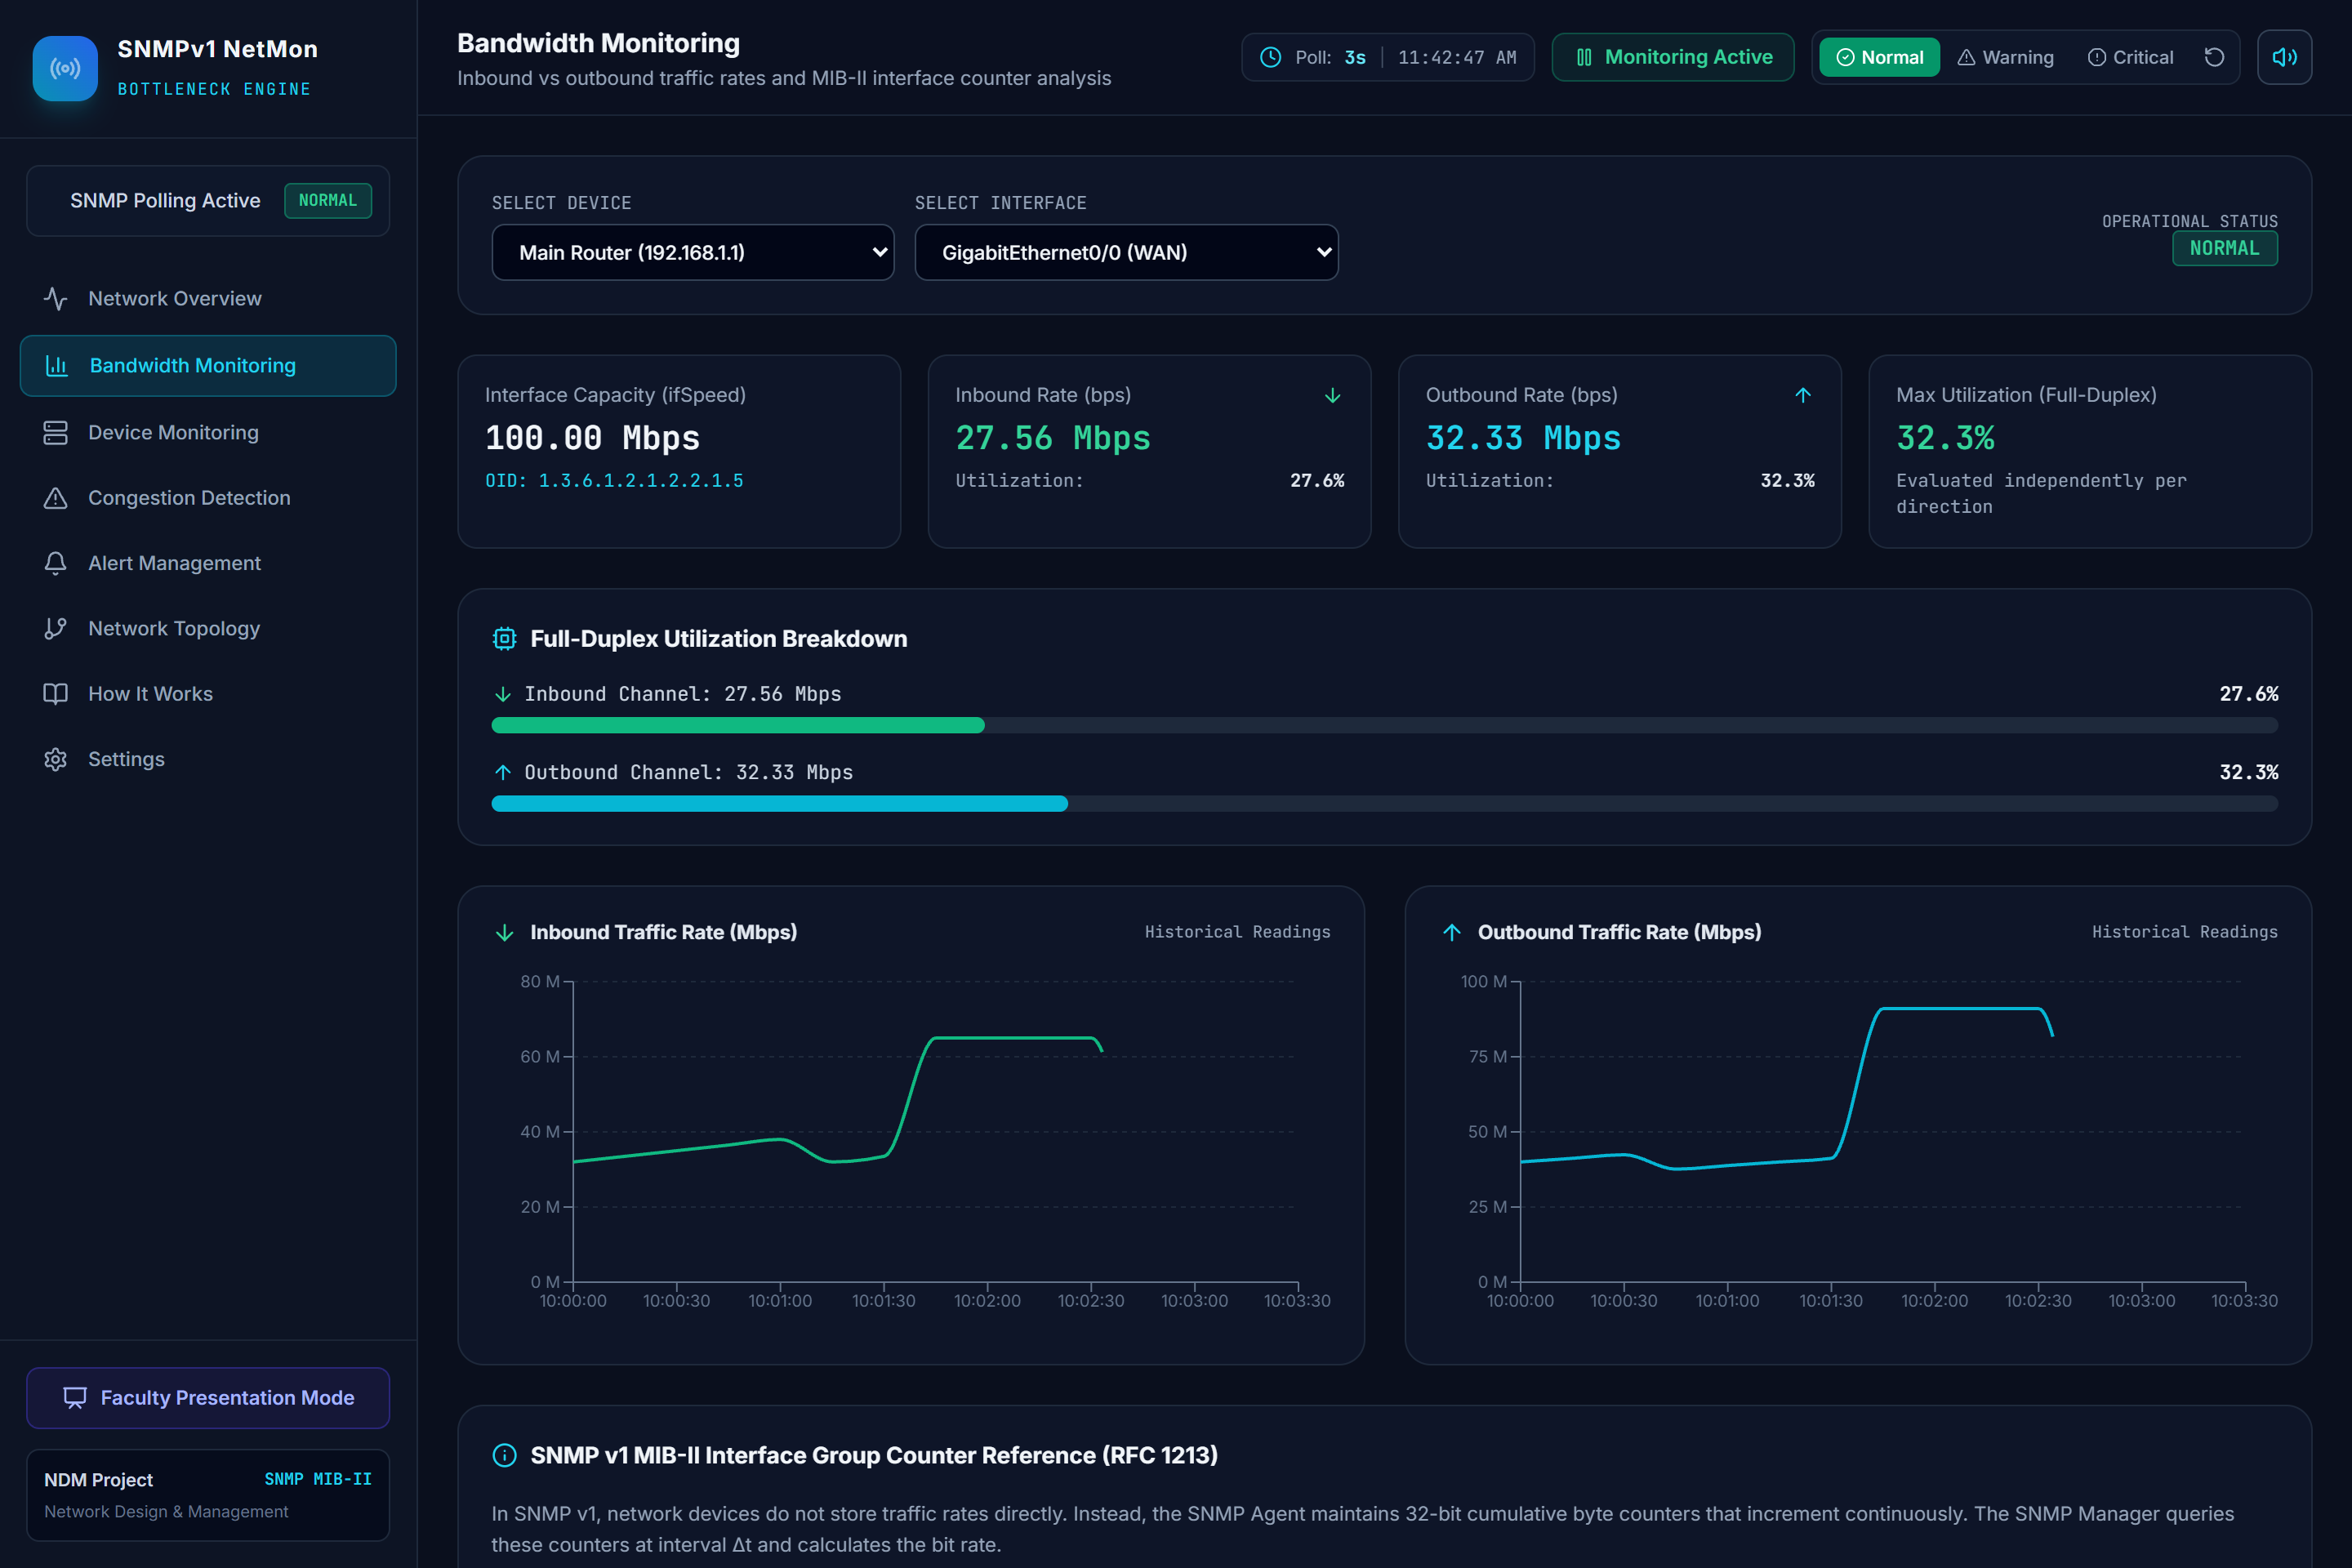 SNMPv1 NetMon
BOTTLENECK ENGINE
SNMP Polling Active NORMAL
Network Overview
Bandwidth Monitoring
Device Monitoring
Congestion Detection
Alert Management
Network Topology
How It Works
Settings
Faculty Presentation Mode
NDM Project SNMP MIB-II
Network Design & Management
Bandwidth Monitoring
Inbound vs outbound traffic rates and MIB-II interface counter analysis
Poll: 3s 11:42:47 AM
Monitoring Active
Normal Warning Critical
SELECT DEVICE
Main Router (192.168.1.1)
SELECT INTERFACE
GigabitEthernet0/0 (WAN)
OPERATIONAL STATUS
NORMAL
Interface Capacity (ifSpeed)
100.00 Mbps
OID: 1.3.6.1.2.1.2.2.1.5
Inbound Rate (bps)
27.56 Mbps
Utilization: 27.6%
Outbound Rate (bps)
32.33 Mbps
Utilization: 32.3%
Max Utilization (Full-Duplex)
32.3%
Evaluated independently per
direction
Full-Duplex Utilization Breakdown
Inbound Channel: 27.56 Mbps 27.6%
Outbound Channel: 32.33 Mbps 32.3%
Inbound Traffic Rate (Mbps) Historical Readings
80 M
60 M
40 M
20 M
0 M
10:00:00 10:00:30 10:01:00 10:01:30 10:02:00 10:02:30 10:03:00 10:03:30
Outbound Traffic Rate (Mbps) Historical Readings
100 M
75 M
50 M
25 M
0 M
10:00:00 10:00:30 10:01:00 10:01:30 10:02:00 10:02:30 10:03:00 10:03:30
SNMP v1 MIB-II Interface Group Counter Reference (RFC 1213)
In SNMP v1, network devices do not store traffic rates directly. Instead, the SNMP Agent maintains 32-bit cumulative byte counters that increment continuously. The SNMP Manager queries
these counters at interval Δt and calculates the bit rate.